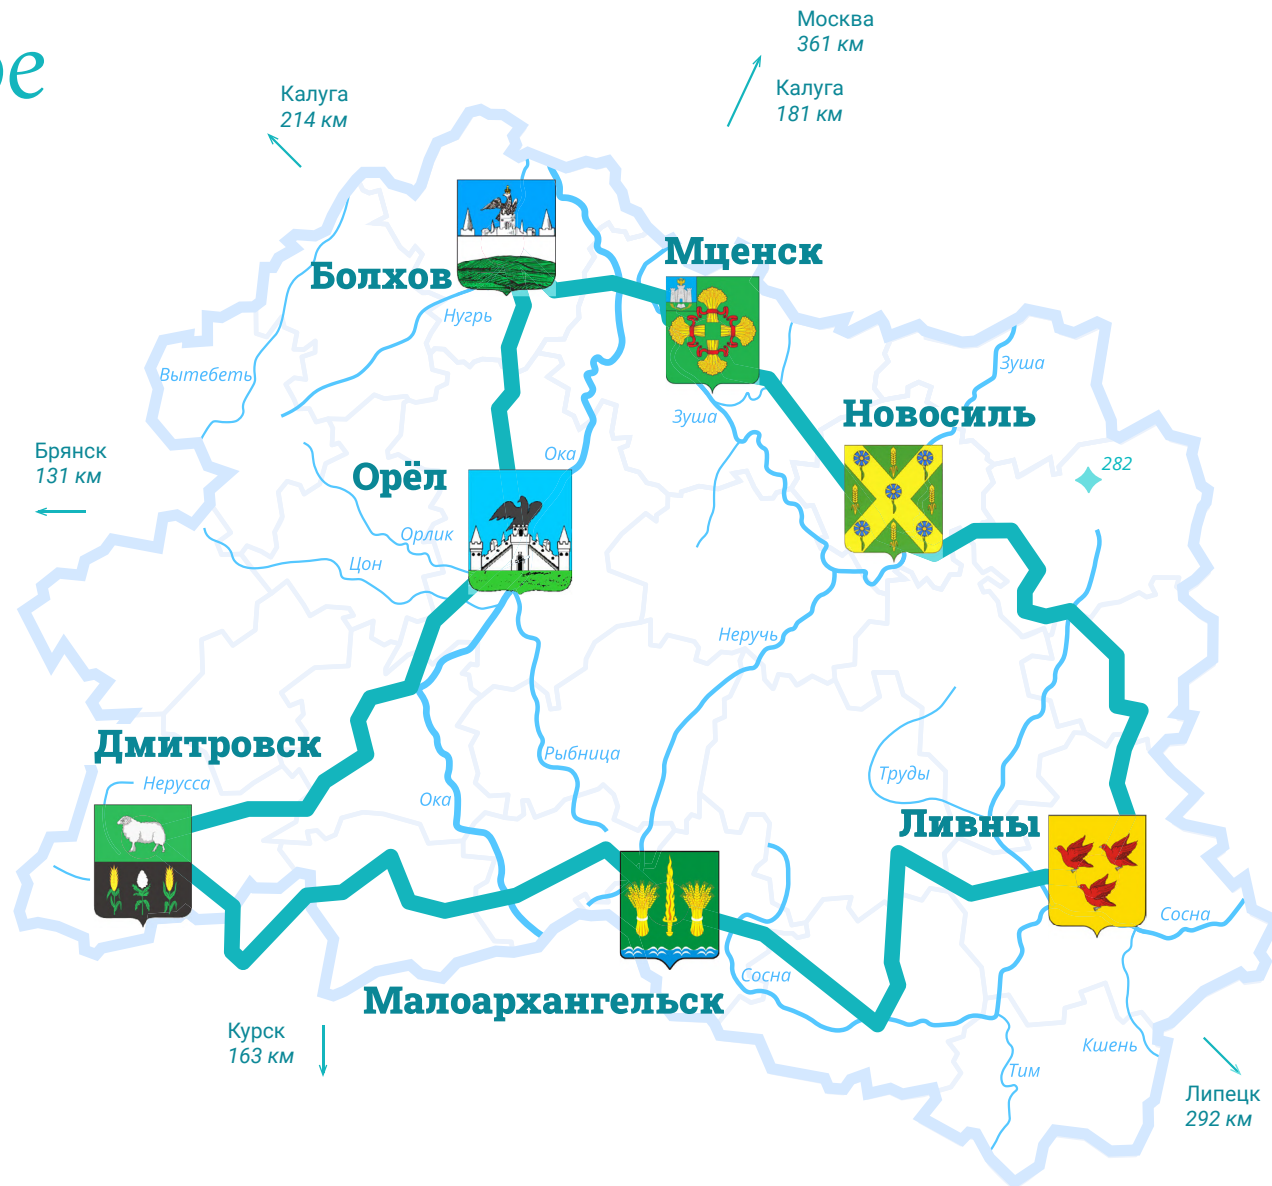 ое
Москва
361 км
Калуга
181 км
Калуга
214 км
Мценск
Болхов
Нугрь
Вытебеть
Зуша
Зуша
Новосиль
Брянск
131 км
Ока
282
Орёл
Орлик
Цон
Неручь
Дмитровск
Рыбница
Нерусса
Труды
Ока
Ливны
Сосна
Сосна
Малоархангельск
Курск
163 км
Кшень
Тим
Липецк
292 км